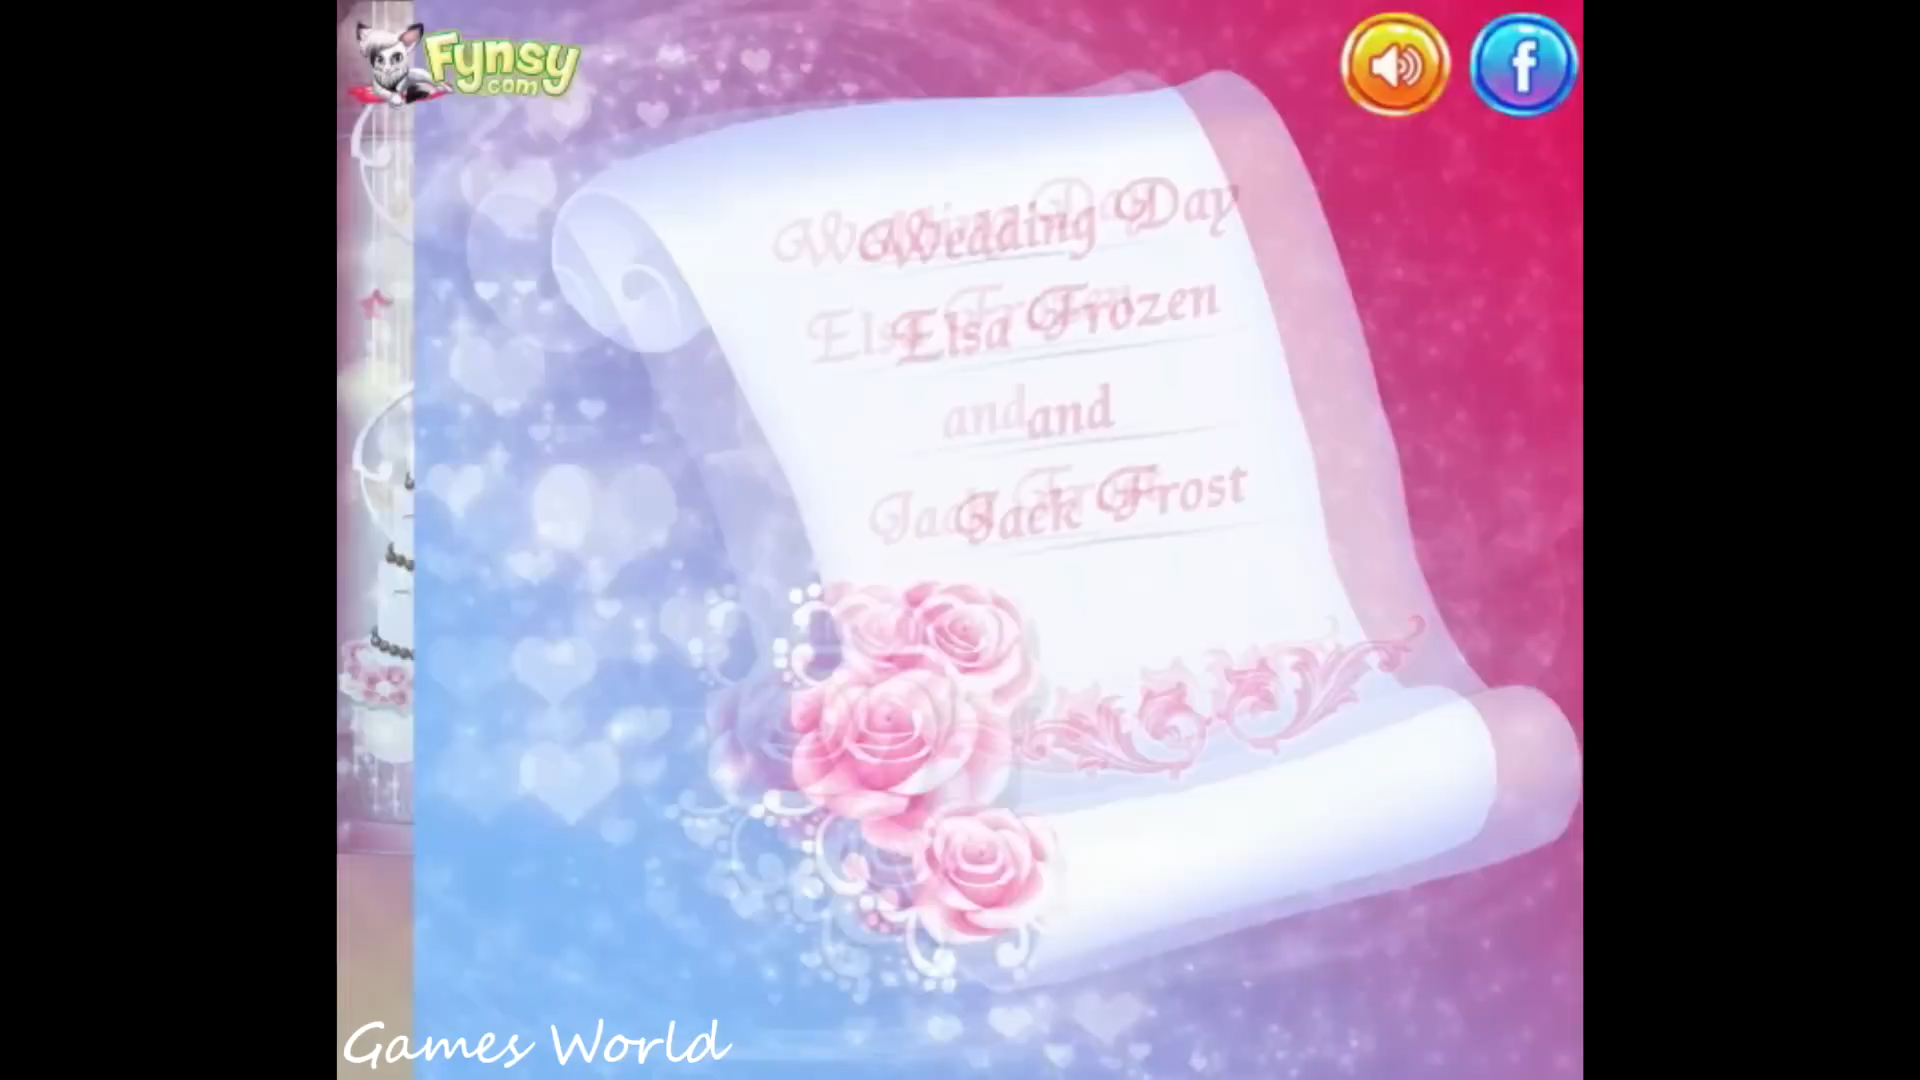 Fynsy
.com
f
Wedding Day
Elsa Frozen
and
Jack Frost
Games World